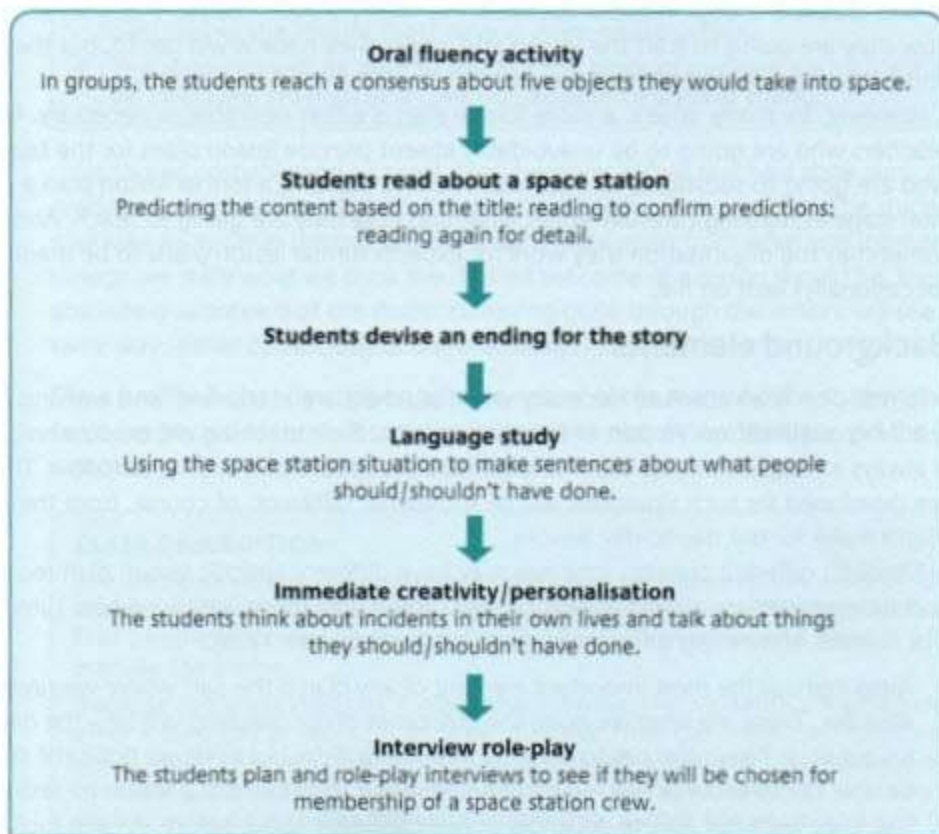 Oral fluency activity
In groups, the students reach a consensus about five objects they would take into space.
Students read about a space station
Predicting the content based on the title; reading to confirm predictions;
reading again for detail.
Students devise an ending for the story
Language study
Using the space station situation to make sentences about what people
should/shouldn't have done.
Immediate creativity/personalisation
The students think about incidents in their own lives and talk about things
they should/shouldn't have done.
Interview role-play
The students plan and role-play interviews to see if they will be chosen for
membership of a space station crew.